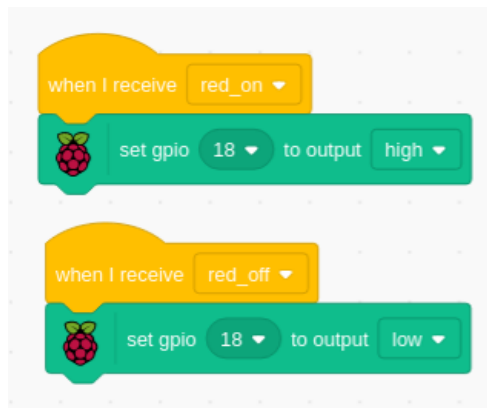 when I receive red_on
set gpio 18 to output high
when I receive red_off
set gpio 18 to output low